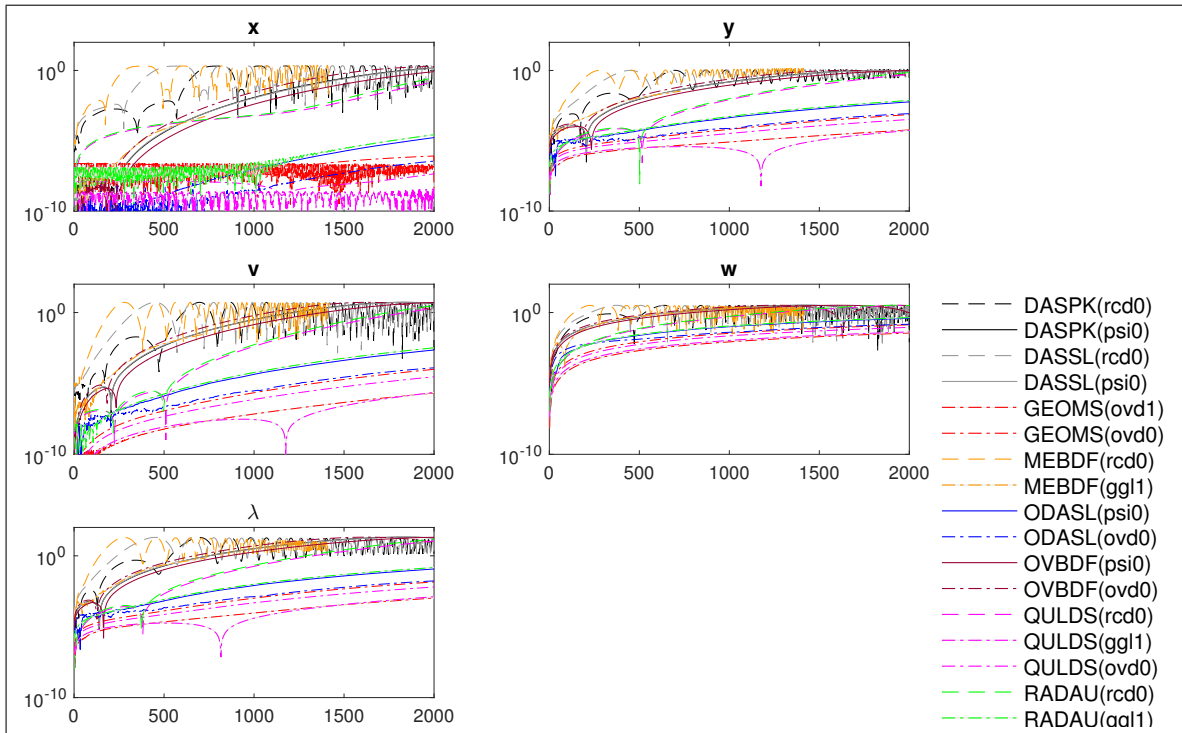 x
y
10^0
10^-10
0 500 1000 1500 2000
10^0
10^-10
0 500 1000 1500 2000
v
w
10^0
10^-10
0 500 1000 1500 2000
10^0
10^-10
0 500 1000 1500 2000
λ
10^0
10^-10
0 500 1000 1500 2000
DASPK(rcd0)
DASPK(psi0)
DASSL(rcd0)
DASSL(psi0)
GEOMS(ovd1)
GEOMS(ovd0)
MEBDF(rcd0)
MEBDF(ggl1)
ODASL(psi0)
ODASL(ovd0)
OVBDF(psi0)
OVBDF(ovd0)
QULDS(rcd0)
QULDS(ggl1)
QULDS(ovd0)
RADAU(rcd0)
RADAU(ggl1)